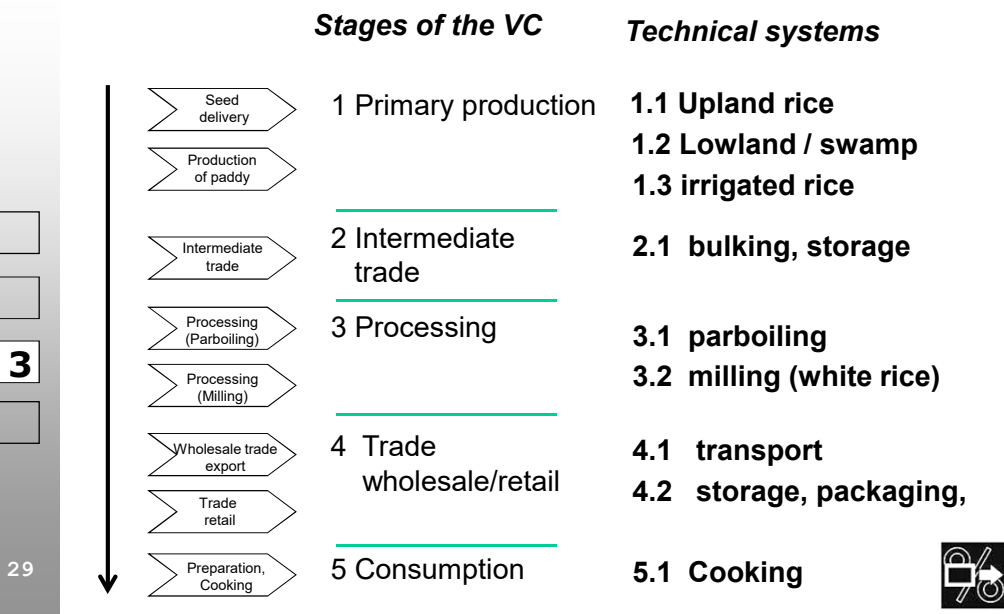 Stages of the VC
Technical systems
Seed
delivery
1 Primary production
1.1 Upland rice
1.2 Lowland / swamp
Production
of paddy
1.3 irrigated rice
Intermediate
trade
2 Intermediate
trade
2.1 bulking, storage
Processing
(Parboiling)
3 Processing
3.1 parboiling
3
Processing
(Milling)
3.2 milling (white rice)
Wholesale trade
export
4 Trade
wholesale/retail
4.1 transport
4.2 storage, packaging,
Trade
retail
29
Preparation,
Cooking
5 Consumption
5.1 Cooking